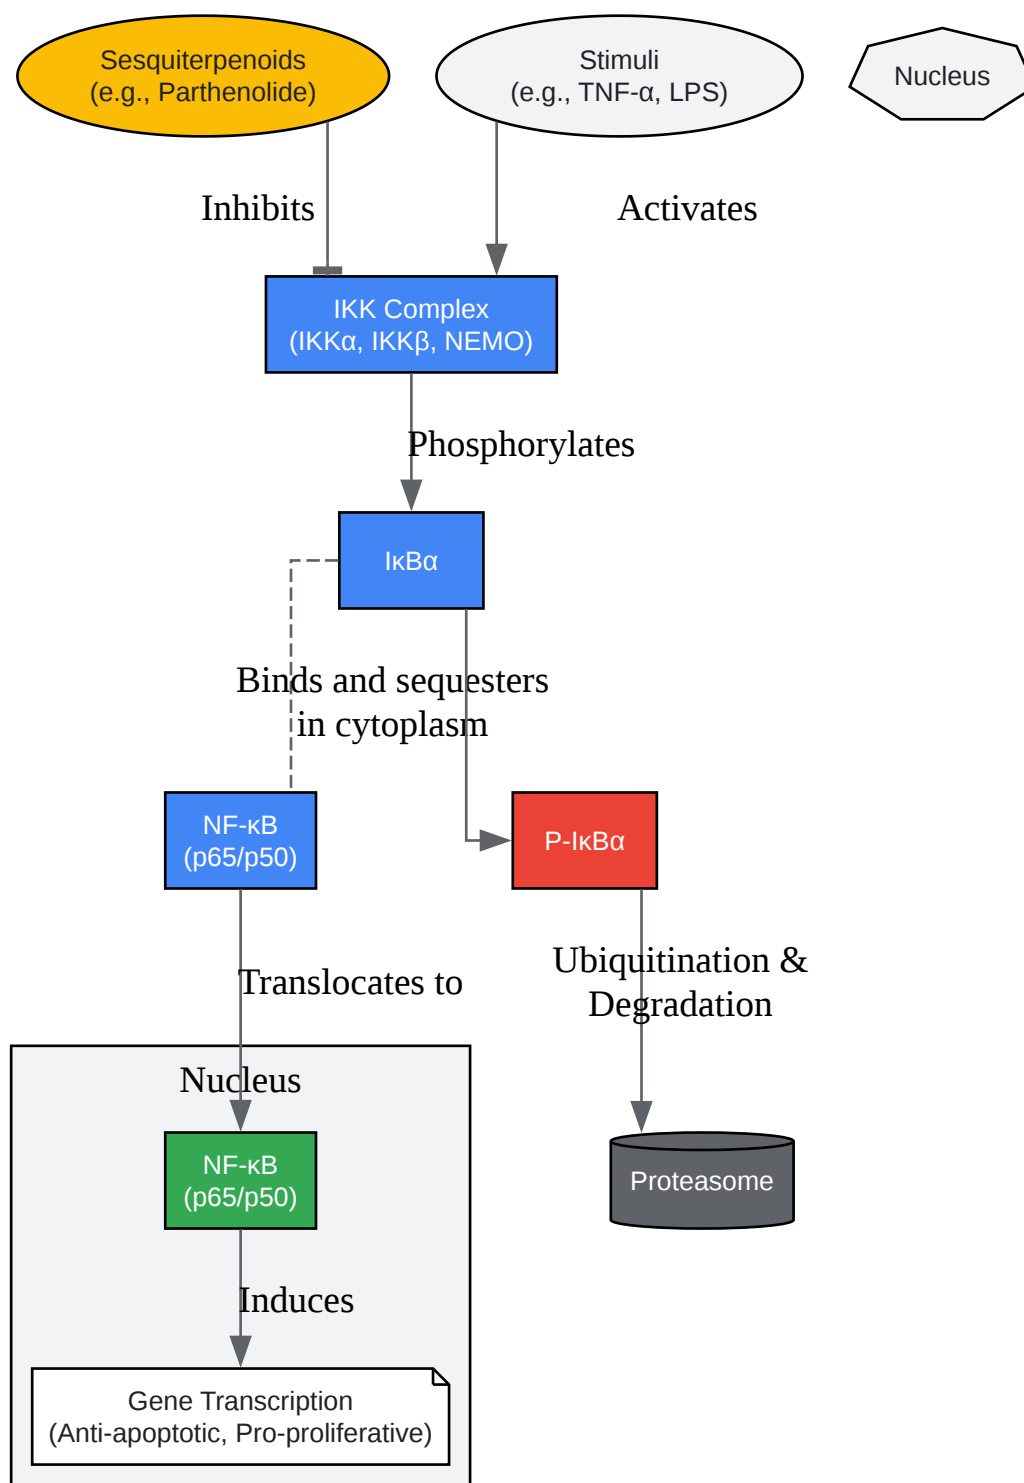 Sesquiterpenoids
(e.g., Parthenolide)
Stimuli
(e.g., TNF-α, LPS)
Nucleus
Inhibits
Activates
IKK Complex
(IKKα, IKKβ, NEMO)
Phosphorylates
IκBα
Binds and sequesters
in cytoplasm
NF-κB
(p65/p50)
P-IκBα
Translocates to
Ubiquitination &
Degradation
Nucleus
NF-κB
(p65/p50)
Proteasome
Induces
Gene Transcription
(Anti-apoptotic, Pro-proliferative)